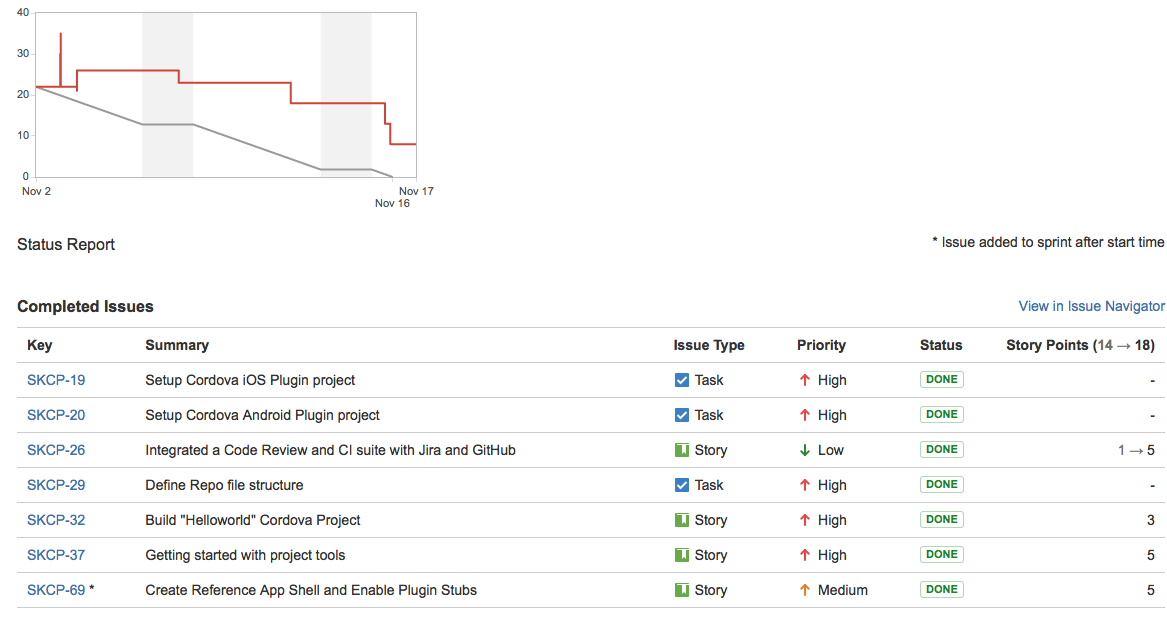 40
30
20
10
0
Nov 2
Nov 17
Nov 16
Status Report
* Issue added to sprint after start time
Completed Issues
View in Issue Navigator
Key Summary Issue Type Priority Status Story Points (14 → 18)
SKCP-19 Setup Cordova iOS Plugin project Task High DONE -
SKCP-20 Setup Cordova Android Plugin project Task High DONE -
SKCP-26 Integrated a Code Review and CI suite with Jira and GitHub Story Low DONE 1 → 5
SKCP-29 Define Repo file structure Task High DONE -
SKCP-32 Build "Helloworld" Cordova Project Story High DONE 3
SKCP-37 Getting started with project tools Story High DONE 5
SKCP-69 * Create Reference App Shell and Enable Plugin Stubs Story Medium DONE 5